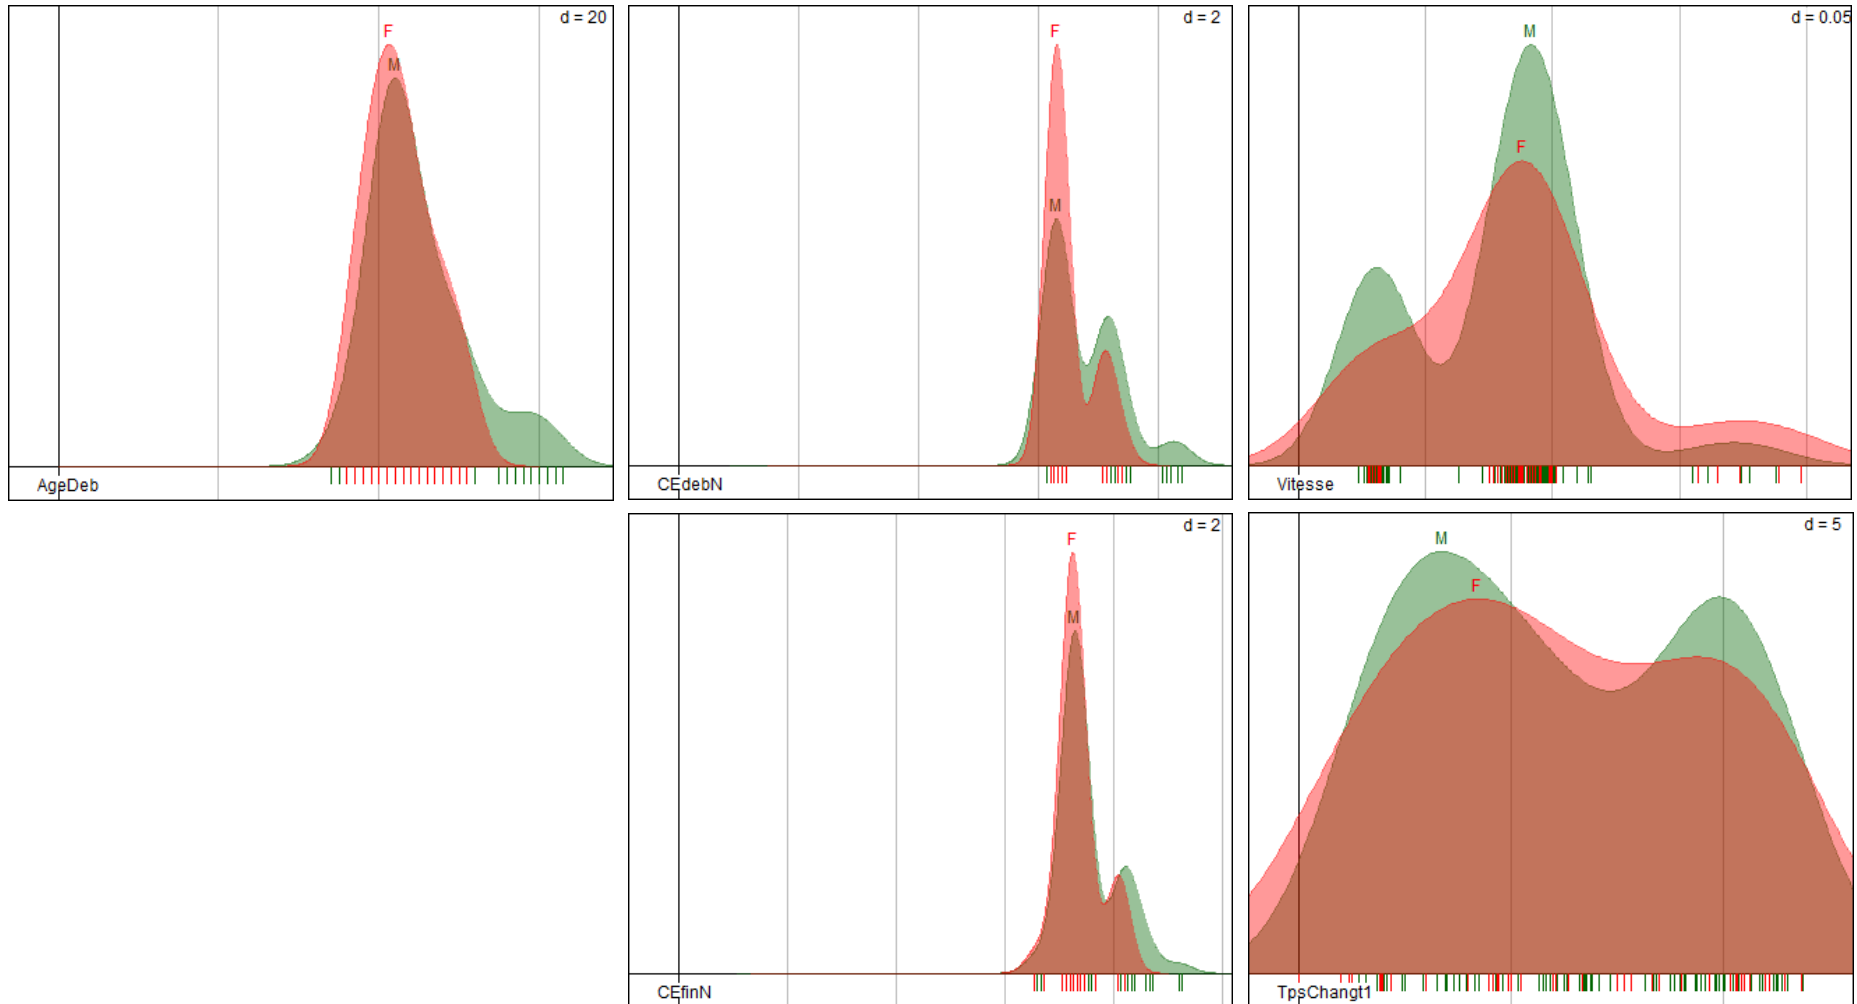 d = 20
F
M
AgeDeb
d = 2
F
M
CEdebN
d = 0.05
M
F
Vitesse
d = 2
F
M
CEfinN
d = 5
M
F
TpsChangt1